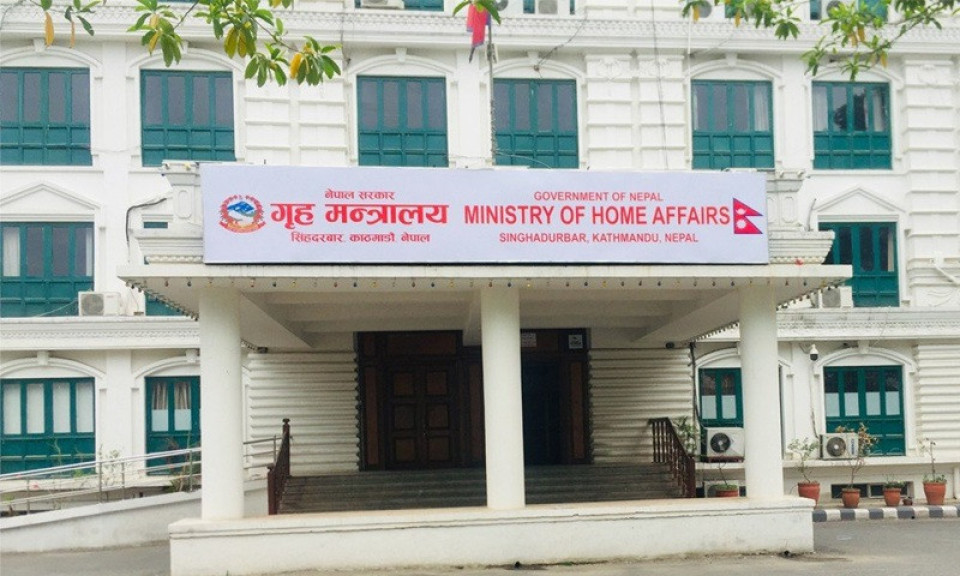 नेपाल सरकार
गृह मन्त्रालय
सिंहदरबार, काठमाडौं, नेपाल
GOVERNMENT OF NEPAL
MINISTRY OF HOME AFFAIRS
SINGHADURBAR, KATHMANDU, NEPAL